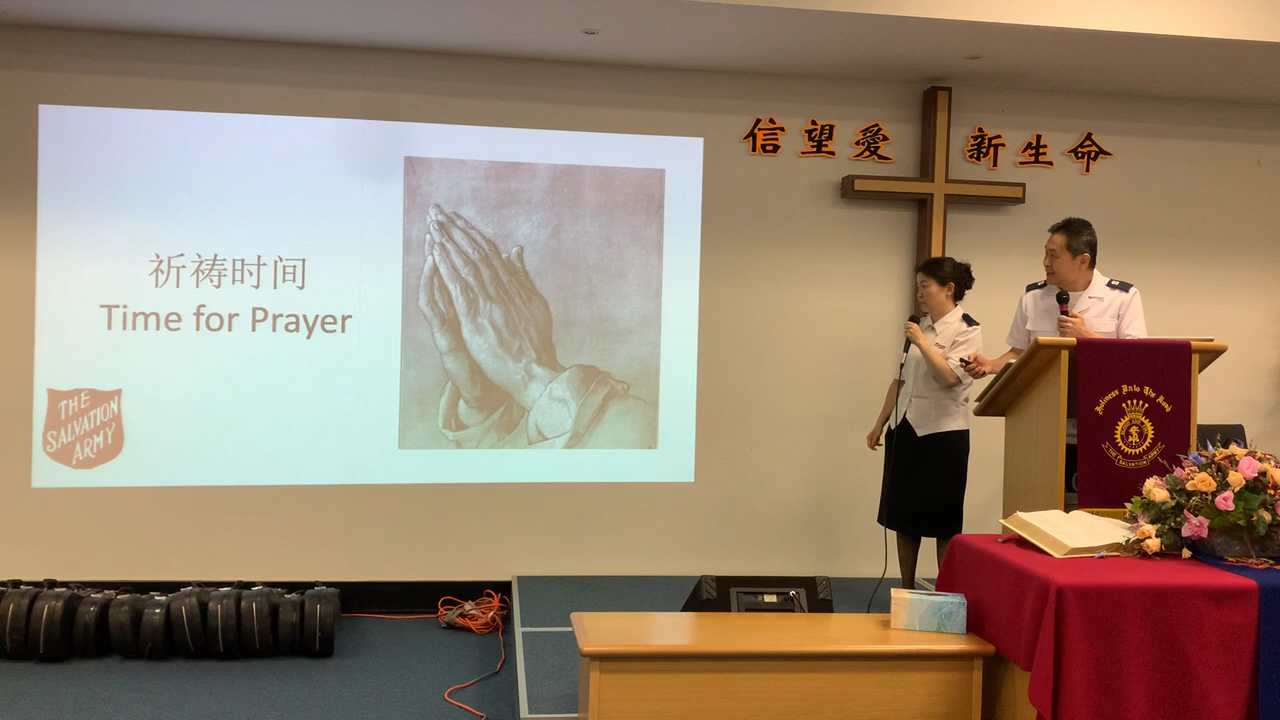 祈祷时间
Time for Prayer
THE
SALVATION
ARMY
信望愛 新生命
Holiness Unto The Lord
THE SALVATION ARMY